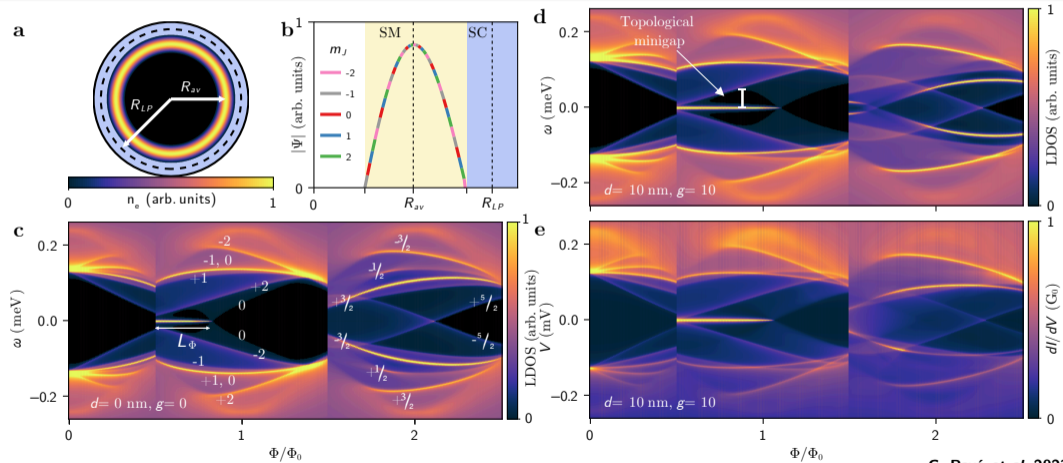 a
R_LP
R_av
0
1
n_e (arb. units)
b
SM
SC
m_J
-2
-1
0
1
2
|Ψ| (arb. units)
1
0
0
R_av
R_LP
c
ω (meV)
0.2
0.0
−0.2
-2
-1, 0
+1
+2
0
0
L_Φ
-1
-2
+1, 0
+2
-3/2
-1/2
+3/2
-3/2
+5/2
-5/2
+1/2
+3/2
d= 0 nm, g= 0
0
1
2
Φ/Φ₀
1
0
LDOS (arb. units)
d
Topological
minigap
ω (meV)
0.2
0.0
−0.2
d= 10 nm, g= 10
1
0
LDOS (arb. units)
e
V (mV)
0.2
0.0
−0.2
d= 10 nm, g= 10
0
1
2
Φ/Φ₀
1
0
dI/dV (G₀)